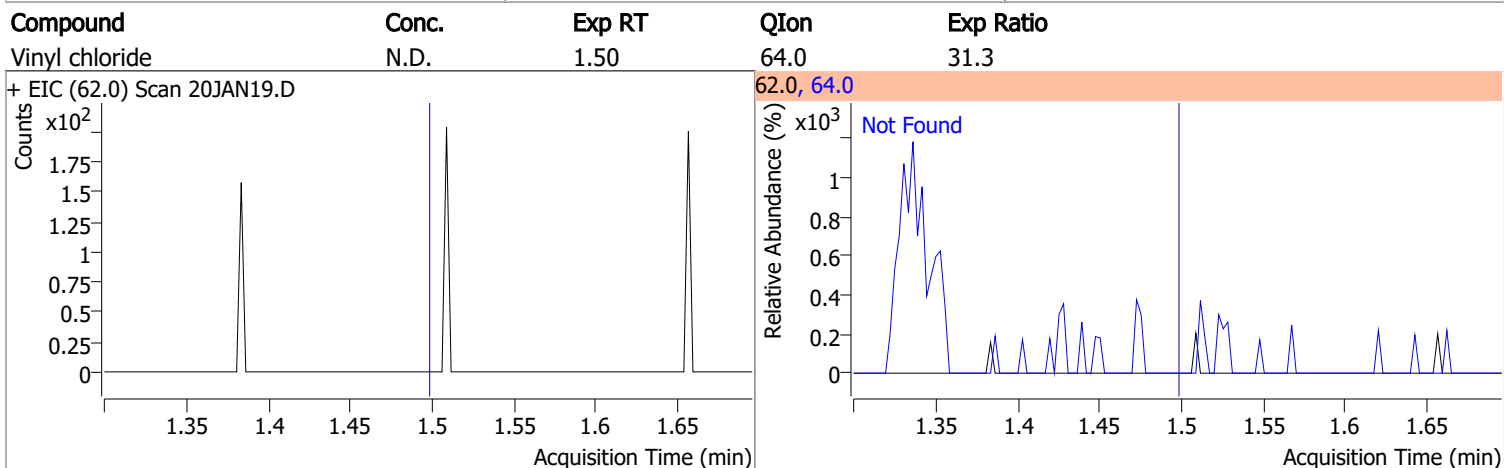 Compound Conc. Exp RT QIon Exp Ratio
Vinyl chloride N.D. 1.50 64.0 31.3
+ EIC (62.0) Scan 20JAN19.D
Counts
x10²
1.75
1.5
1.25
1
0.75
0.5
0.25
0
1.35 1.4 1.45 1.5 1.55 1.6 1.65
Acquisition Time (min)
62.0, 64.0
Relative Abundance (%)
x10³
Not Found
1
0.8
0.6
0.4
0.2
0
1.35 1.4 1.45 1.5 1.55 1.6 1.65
Acquisition Time (min)